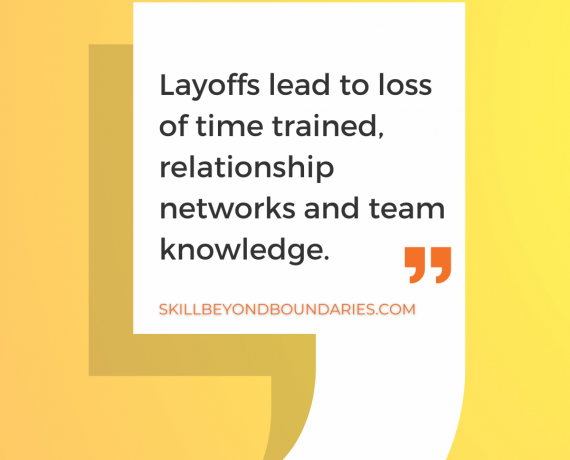 Layoffs lead to loss
of time trained,
relationship
networks and team
knowledge.
”
SKILLBEYONDBOUNDARIES.COM